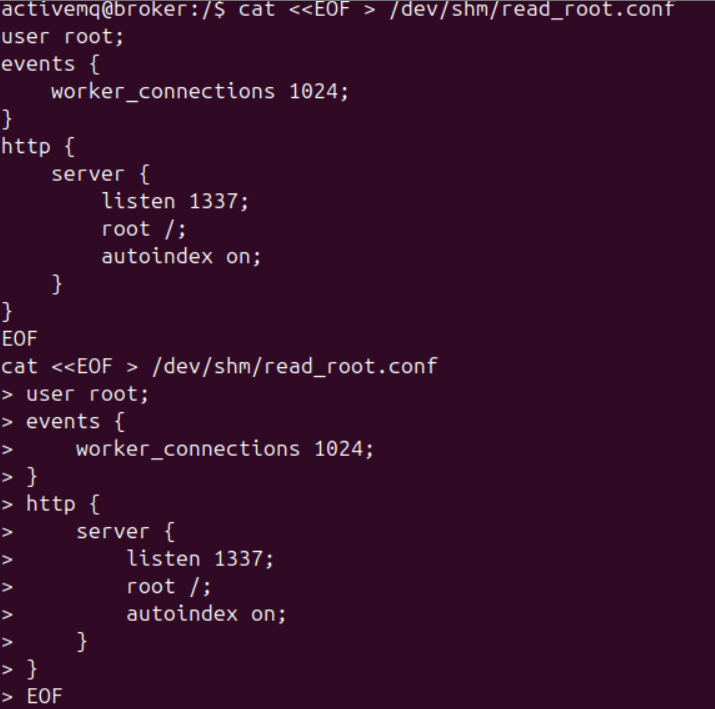 activemq@broker:/$ cat <<EOF > /dev/shm/read_root.conf
user root;
events {
    worker_connections 1024;
}
http {
    server {
        listen 1337;
        root /;
        autoindex on;
    }
}
EOF
cat <<EOF > /dev/shm/read_root.conf
> user root;
> events {
>     worker_connections 1024;
> }
> http {
>     server {
>         listen 1337;
>         root /;
>         autoindex on;
>     }
> }
> EOF